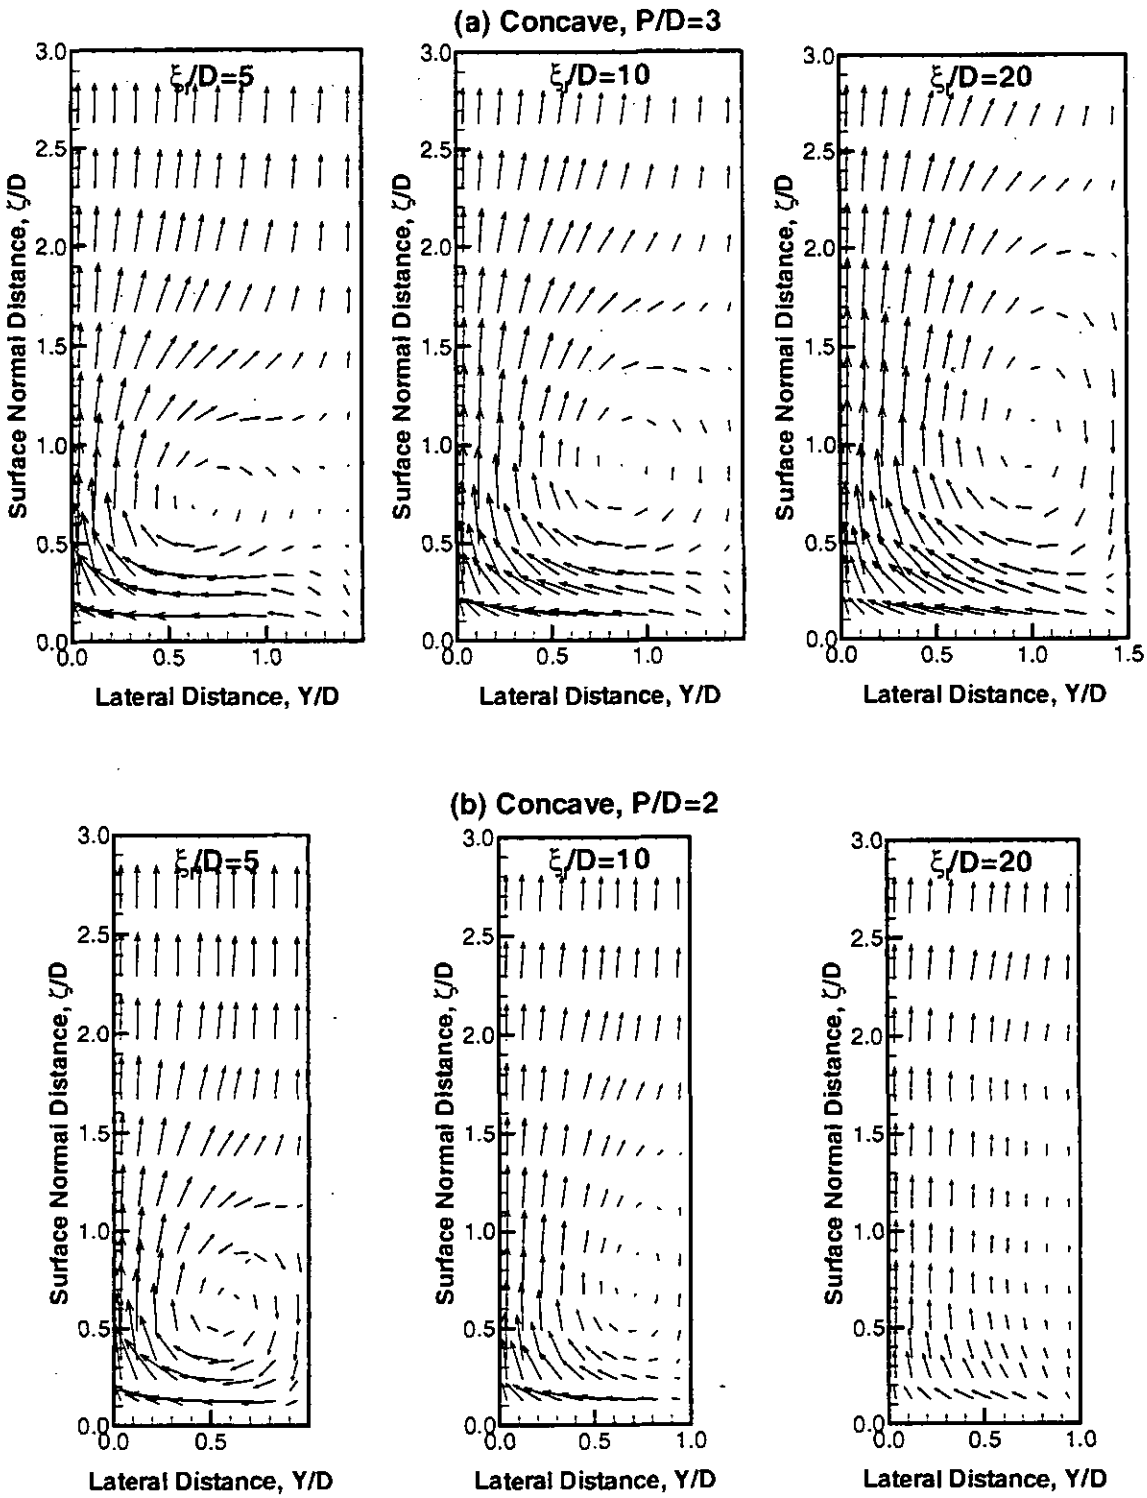 (a) Concave, P/D=3
ξr/D=5
ξr/D=10
ξr/D=20
3.0
2.5
2.0
1.5
1.0
0.5
0.0
Surface Normal Distance, ζ/D
0.0 0.5 1.0
Lateral Distance, Y/D
3.0
2.5
2.0
1.5
1.0
0.5
0.0
Surface Normal Distance, ζ/D
0.0 0.5 1.0
Lateral Distance, Y/D
3.0
2.5
2.0
1.5
1.0
0.5
0.0
Surface Normal Distance, ζ/D
0.0 0.5 1.0 1.5
Lateral Distance, Y/D
(b) Concave, P/D=2
ξr/D=5
ξr/D=10
ξr/D=20
3.0
2.5
2.0
1.5
1.0
0.5
0.0
Surface Normal Distance, ζ/D
0.0 0.5
Lateral Distance, Y/D
3.0
2.5
2.0
1.5
1.0
0.5
0.0
Surface Normal Distance, ζ/D
0.0 0.5 1.0
Lateral Distance, Y/D
3.0
2.5
2.0
1.5
1.0
0.5
0.0
Surface Normal Distance, ζ/D
0.0 0.5 1.0
Lateral Distance, Y/D